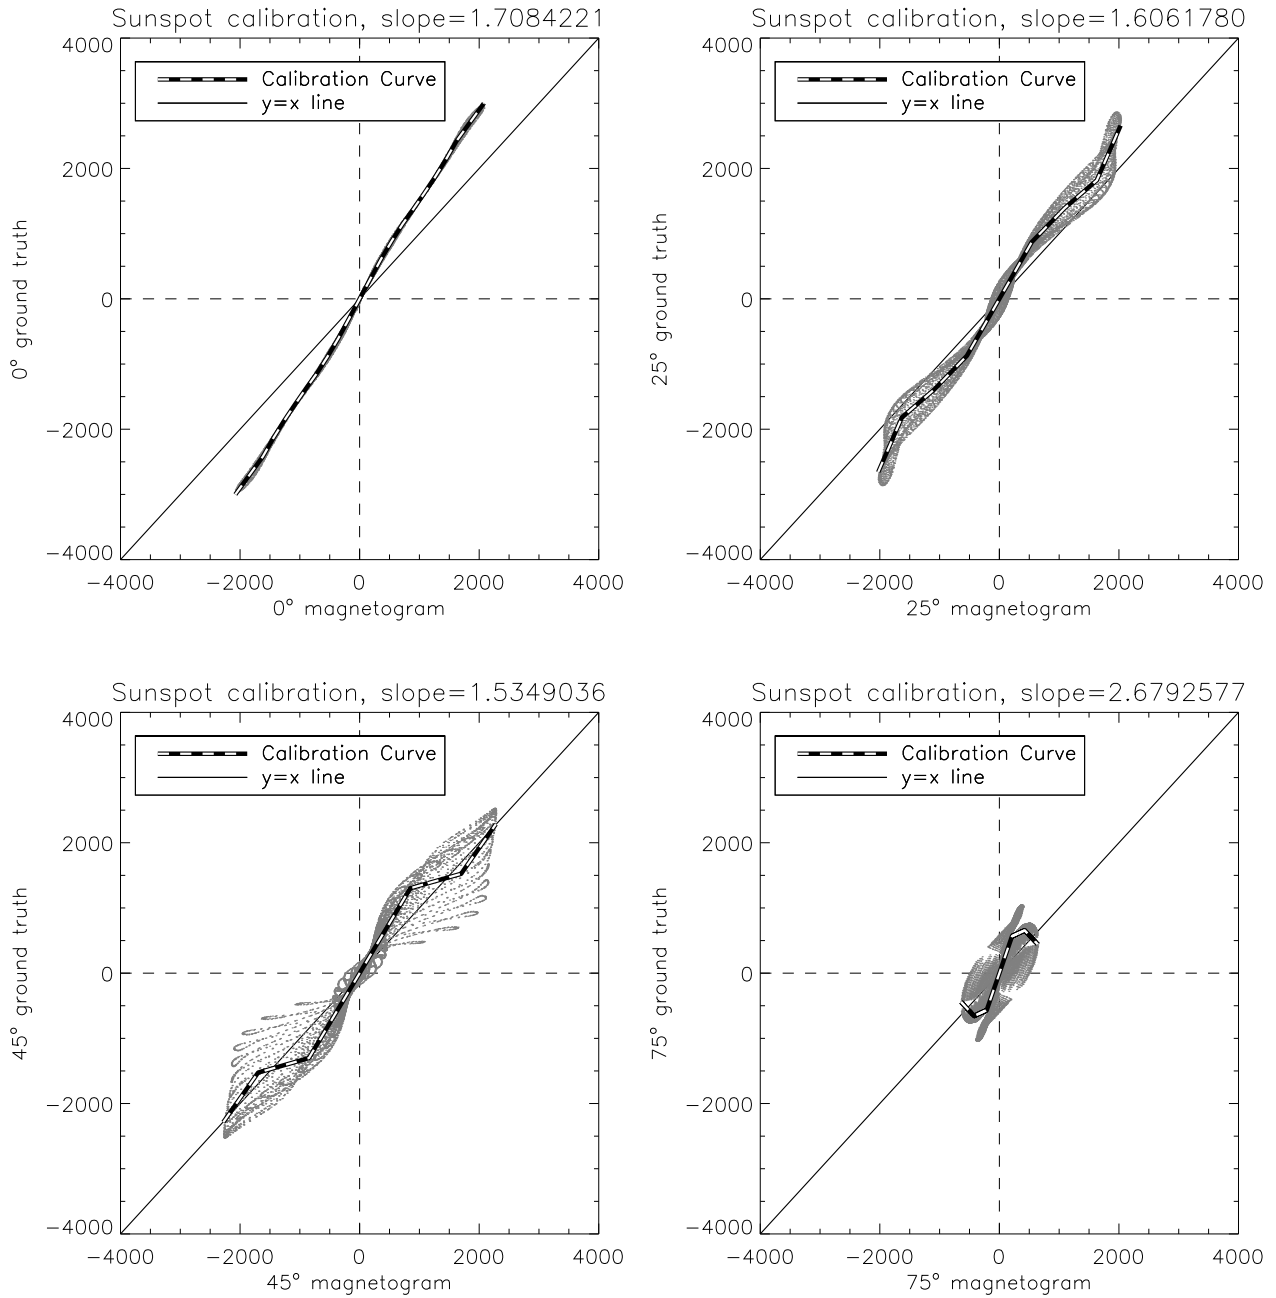 Sunspot calibration, slope=1.7084221
4000
2000
0
−2000
−4000
0° ground truth
Calibration Curve
y=x line
−4000 −2000 0 2000 4000
0° magnetogram
Sunspot calibration, slope=1.6061780
4000
2000
0
−2000
−4000
25° ground truth
Calibration Curve
y=x line
−4000 −2000 0 2000 4000
25° magnetogram
Sunspot calibration, slope=1.5349036
4000
2000
0
−2000
−4000
45° ground truth
Calibration Curve
y=x line
−4000 −2000 0 2000 4000
45° magnetogram
Sunspot calibration, slope=2.6792577
4000
2000
0
−2000
−4000
75° ground truth
Calibration Curve
y=x line
−4000 −2000 0 2000 4000
75° magnetogram